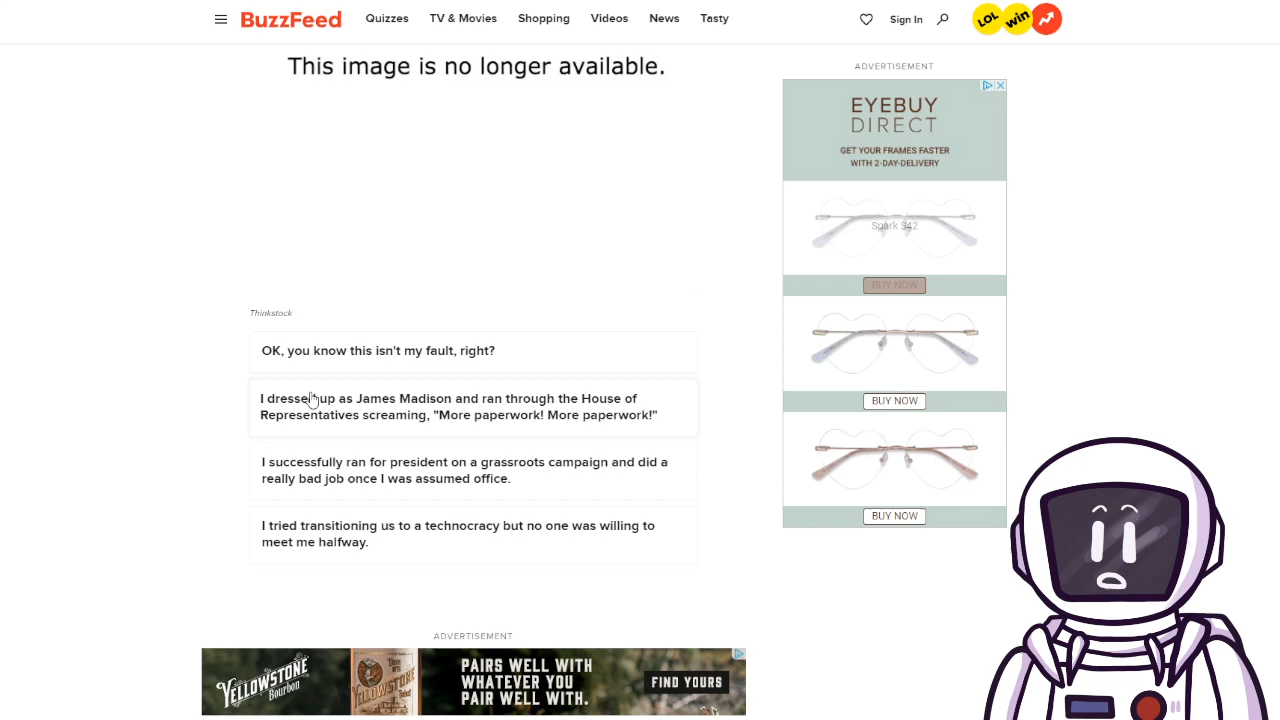 BuzzFeed
Quizzes
TV & Movies
Shopping
Videos
News
Tasty
Sign In
LOL
win
This image is no longer available.
Thinkstock
OK, you know this isn't my fault, right?
I dressed up as James Madison and ran through the House of
Representatives screaming, "More paperwork! More paperwork!"
I successfully ran for president on a grassroots campaign and did a
really bad job once I was assumed office.
I tried transitioning us to a technocracy but no one was willing to
meet me halfway.
ADVERTISEMENT
EYEBUY
DIRECT
GET YOUR FRAMES FASTER
WITH 2-DAY-DELIVERY
Spark $42
BUY NOW
BUY NOW
BUY NOW
ADVERTISEMENT
YELLOWSTONE
Bourbon
PAIRS WELL WITH
WHATEVER YOU
PAIR WELL WITH.
FIND YOURS